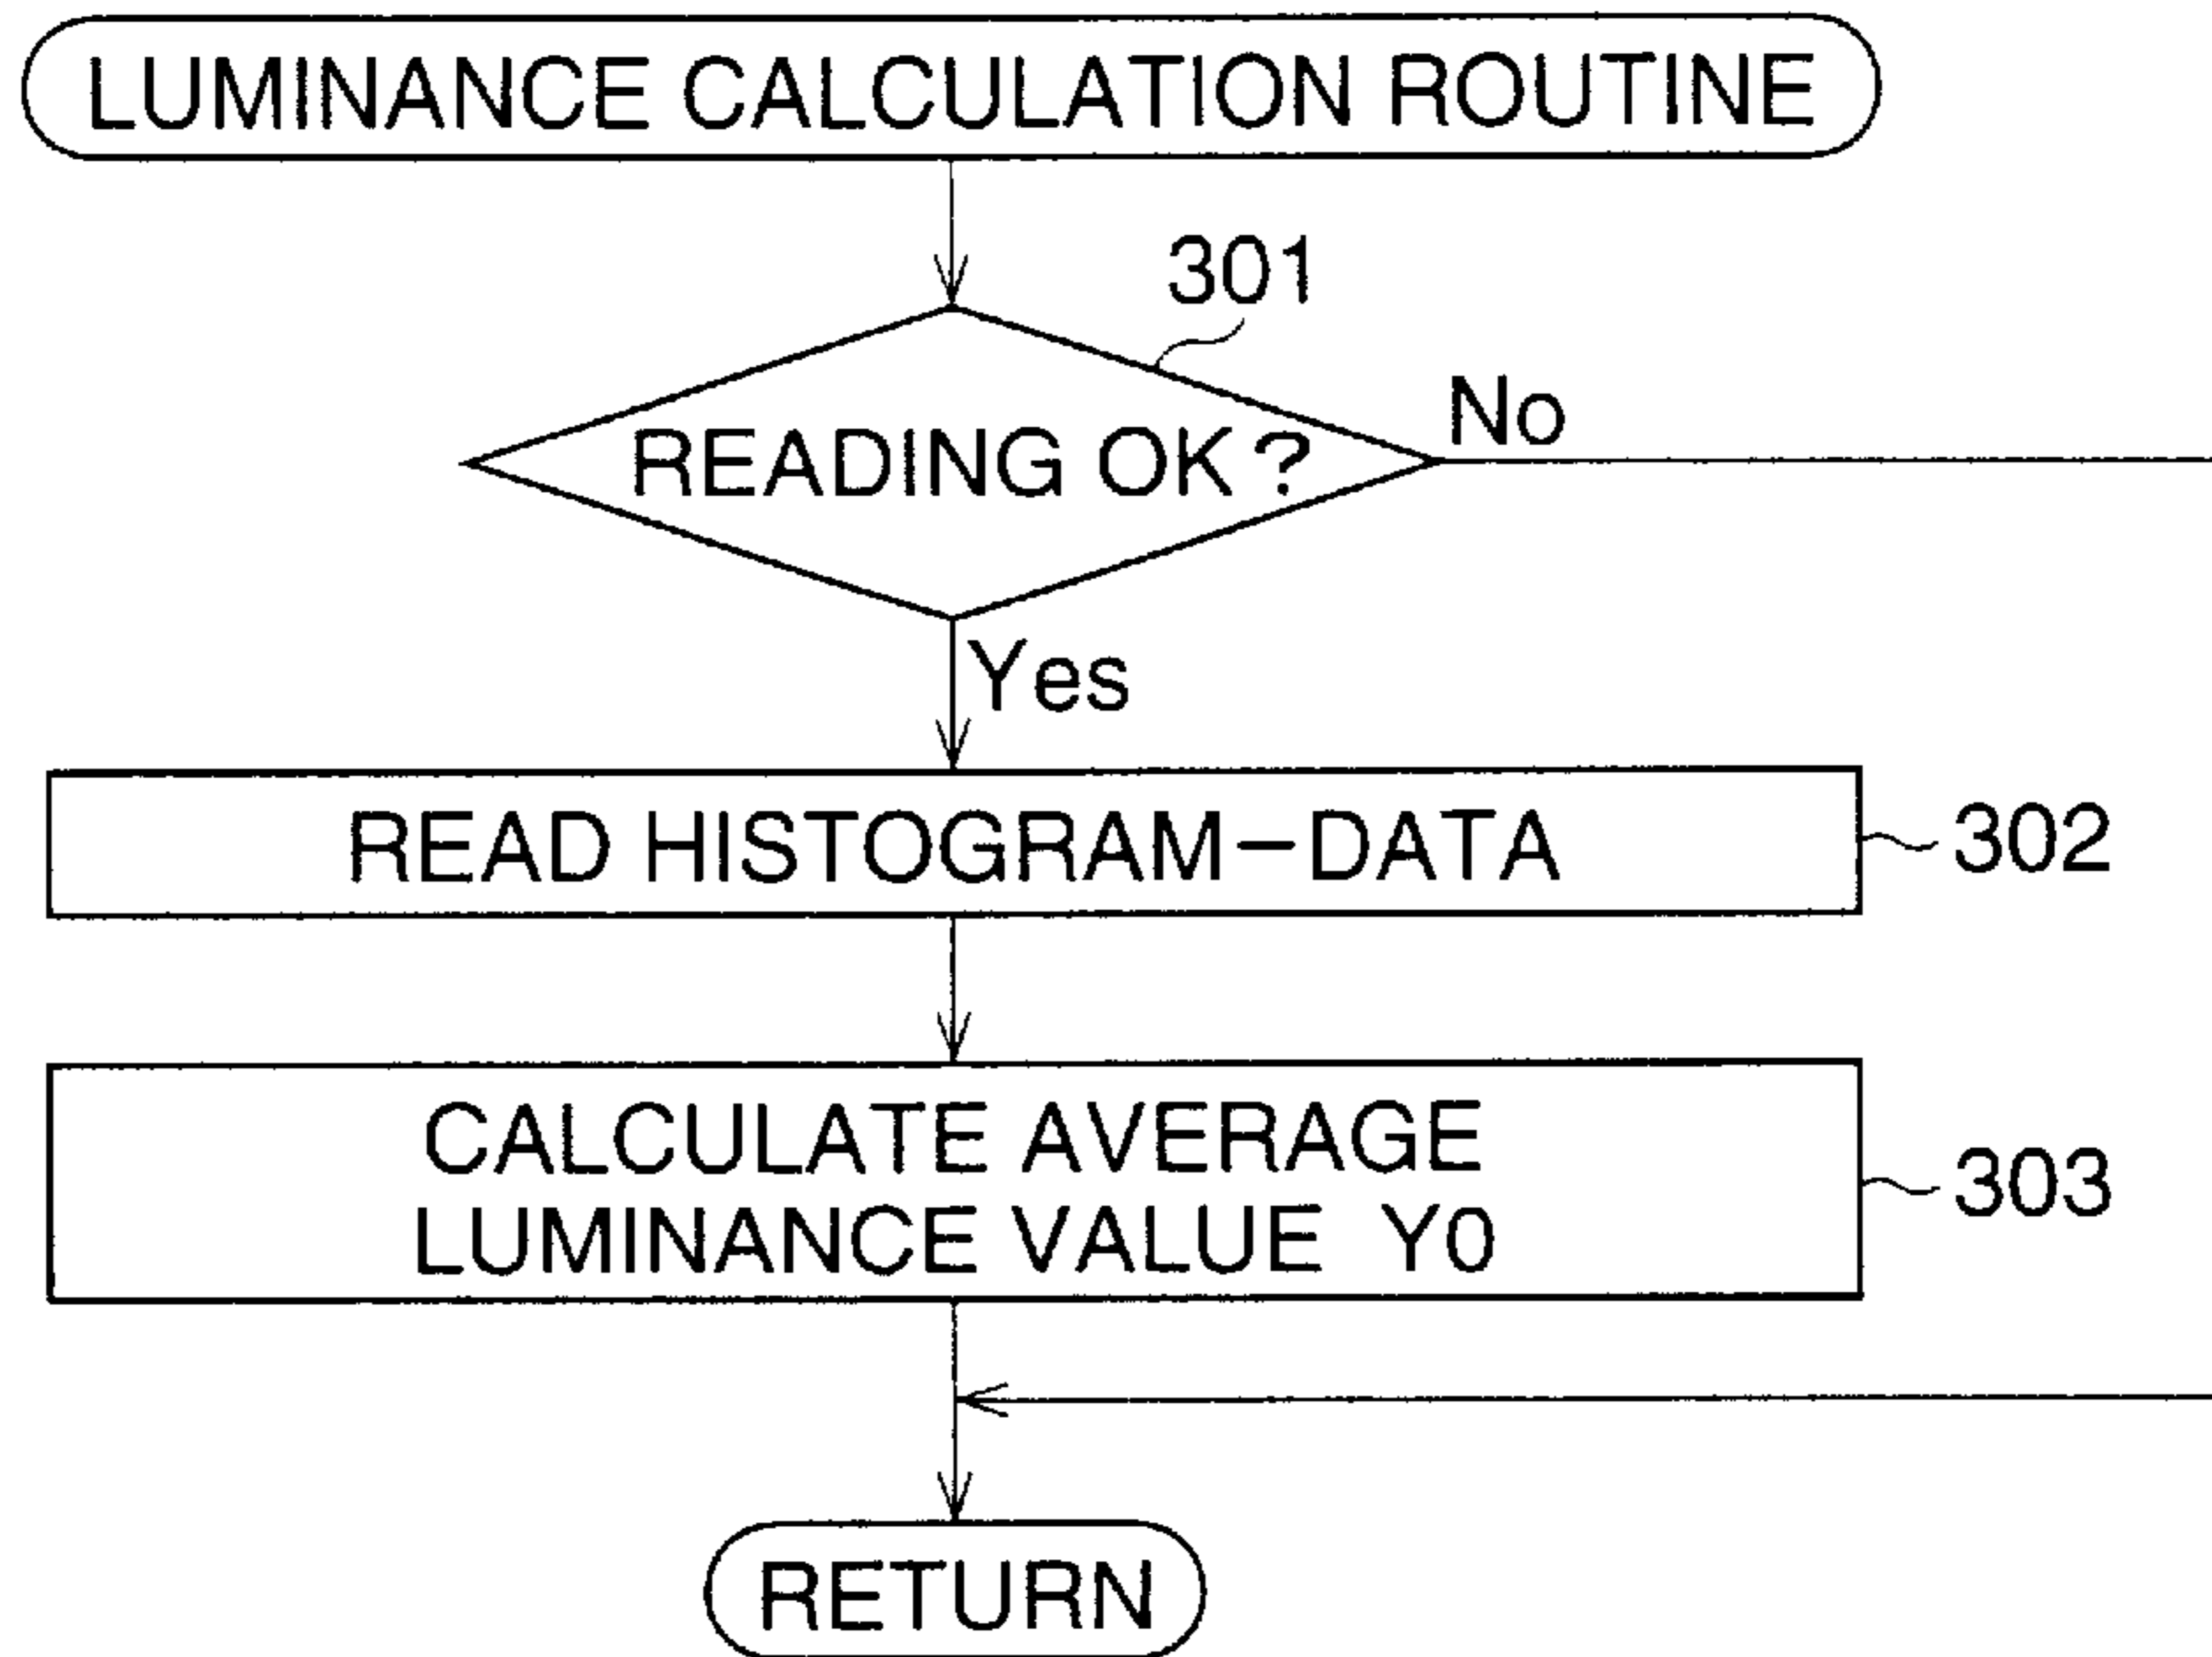 LUMINANCE CALCULATION ROUTINE
301
READING OK?
No
Yes
READ HISTOGRAM-DATA
302
CALCULATE AVERAGE
LUMINANCE VALUE Y0
303
RETURN